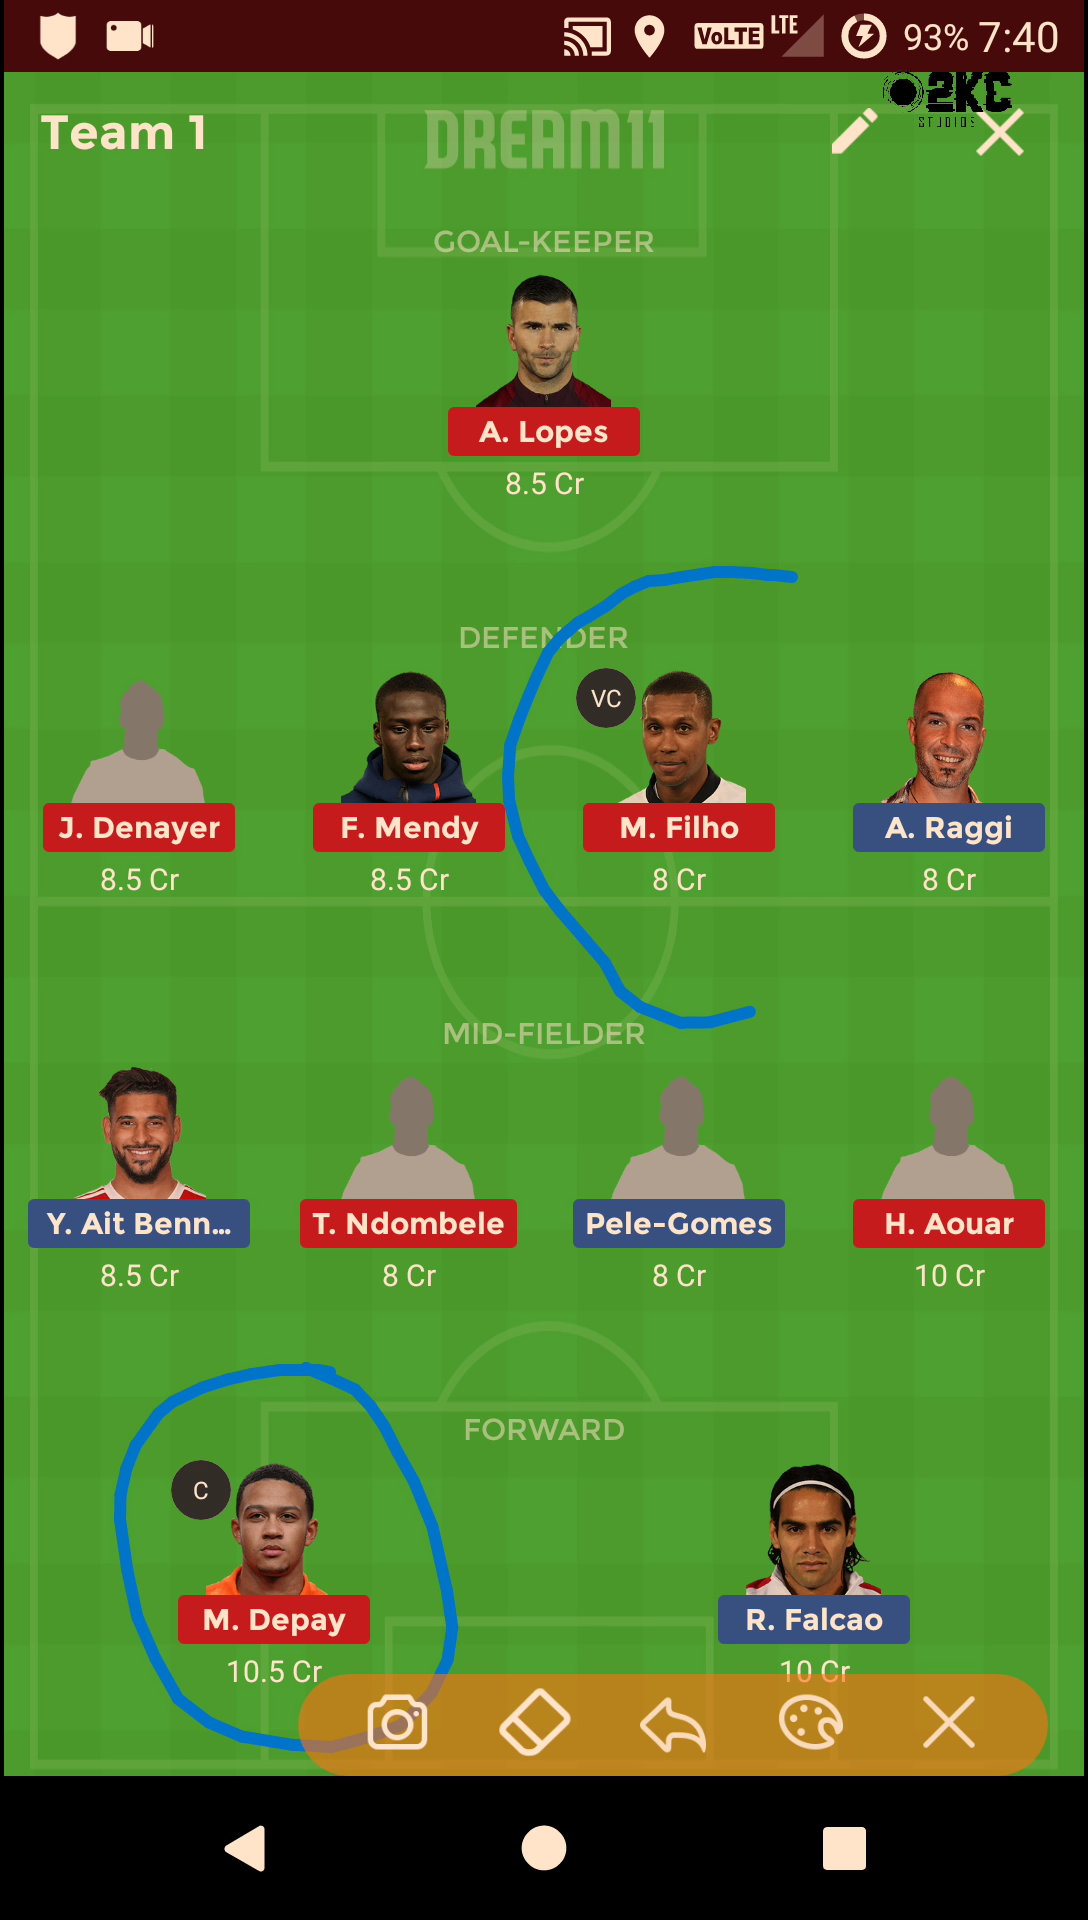 VoLTE LTE 93% 7:40
2KC
STUDIOS
Team 1
DREAM11
GOAL-KEEPER
A. Lopes
8.5 Cr
DEFENDER
VC
J. Denayer F. Mendy M. Filho A. Raggi
8.5 Cr 8.5 Cr 8 Cr 8 Cr
MID-FIELDER
Y. Ait Benn... T. Ndombele Pele-Gomes H. Aouar
8.5 Cr 8 Cr 8 Cr 10 Cr
FORWARD
C
M. Depay R. Falcao
10.5 Cr 10 Cr